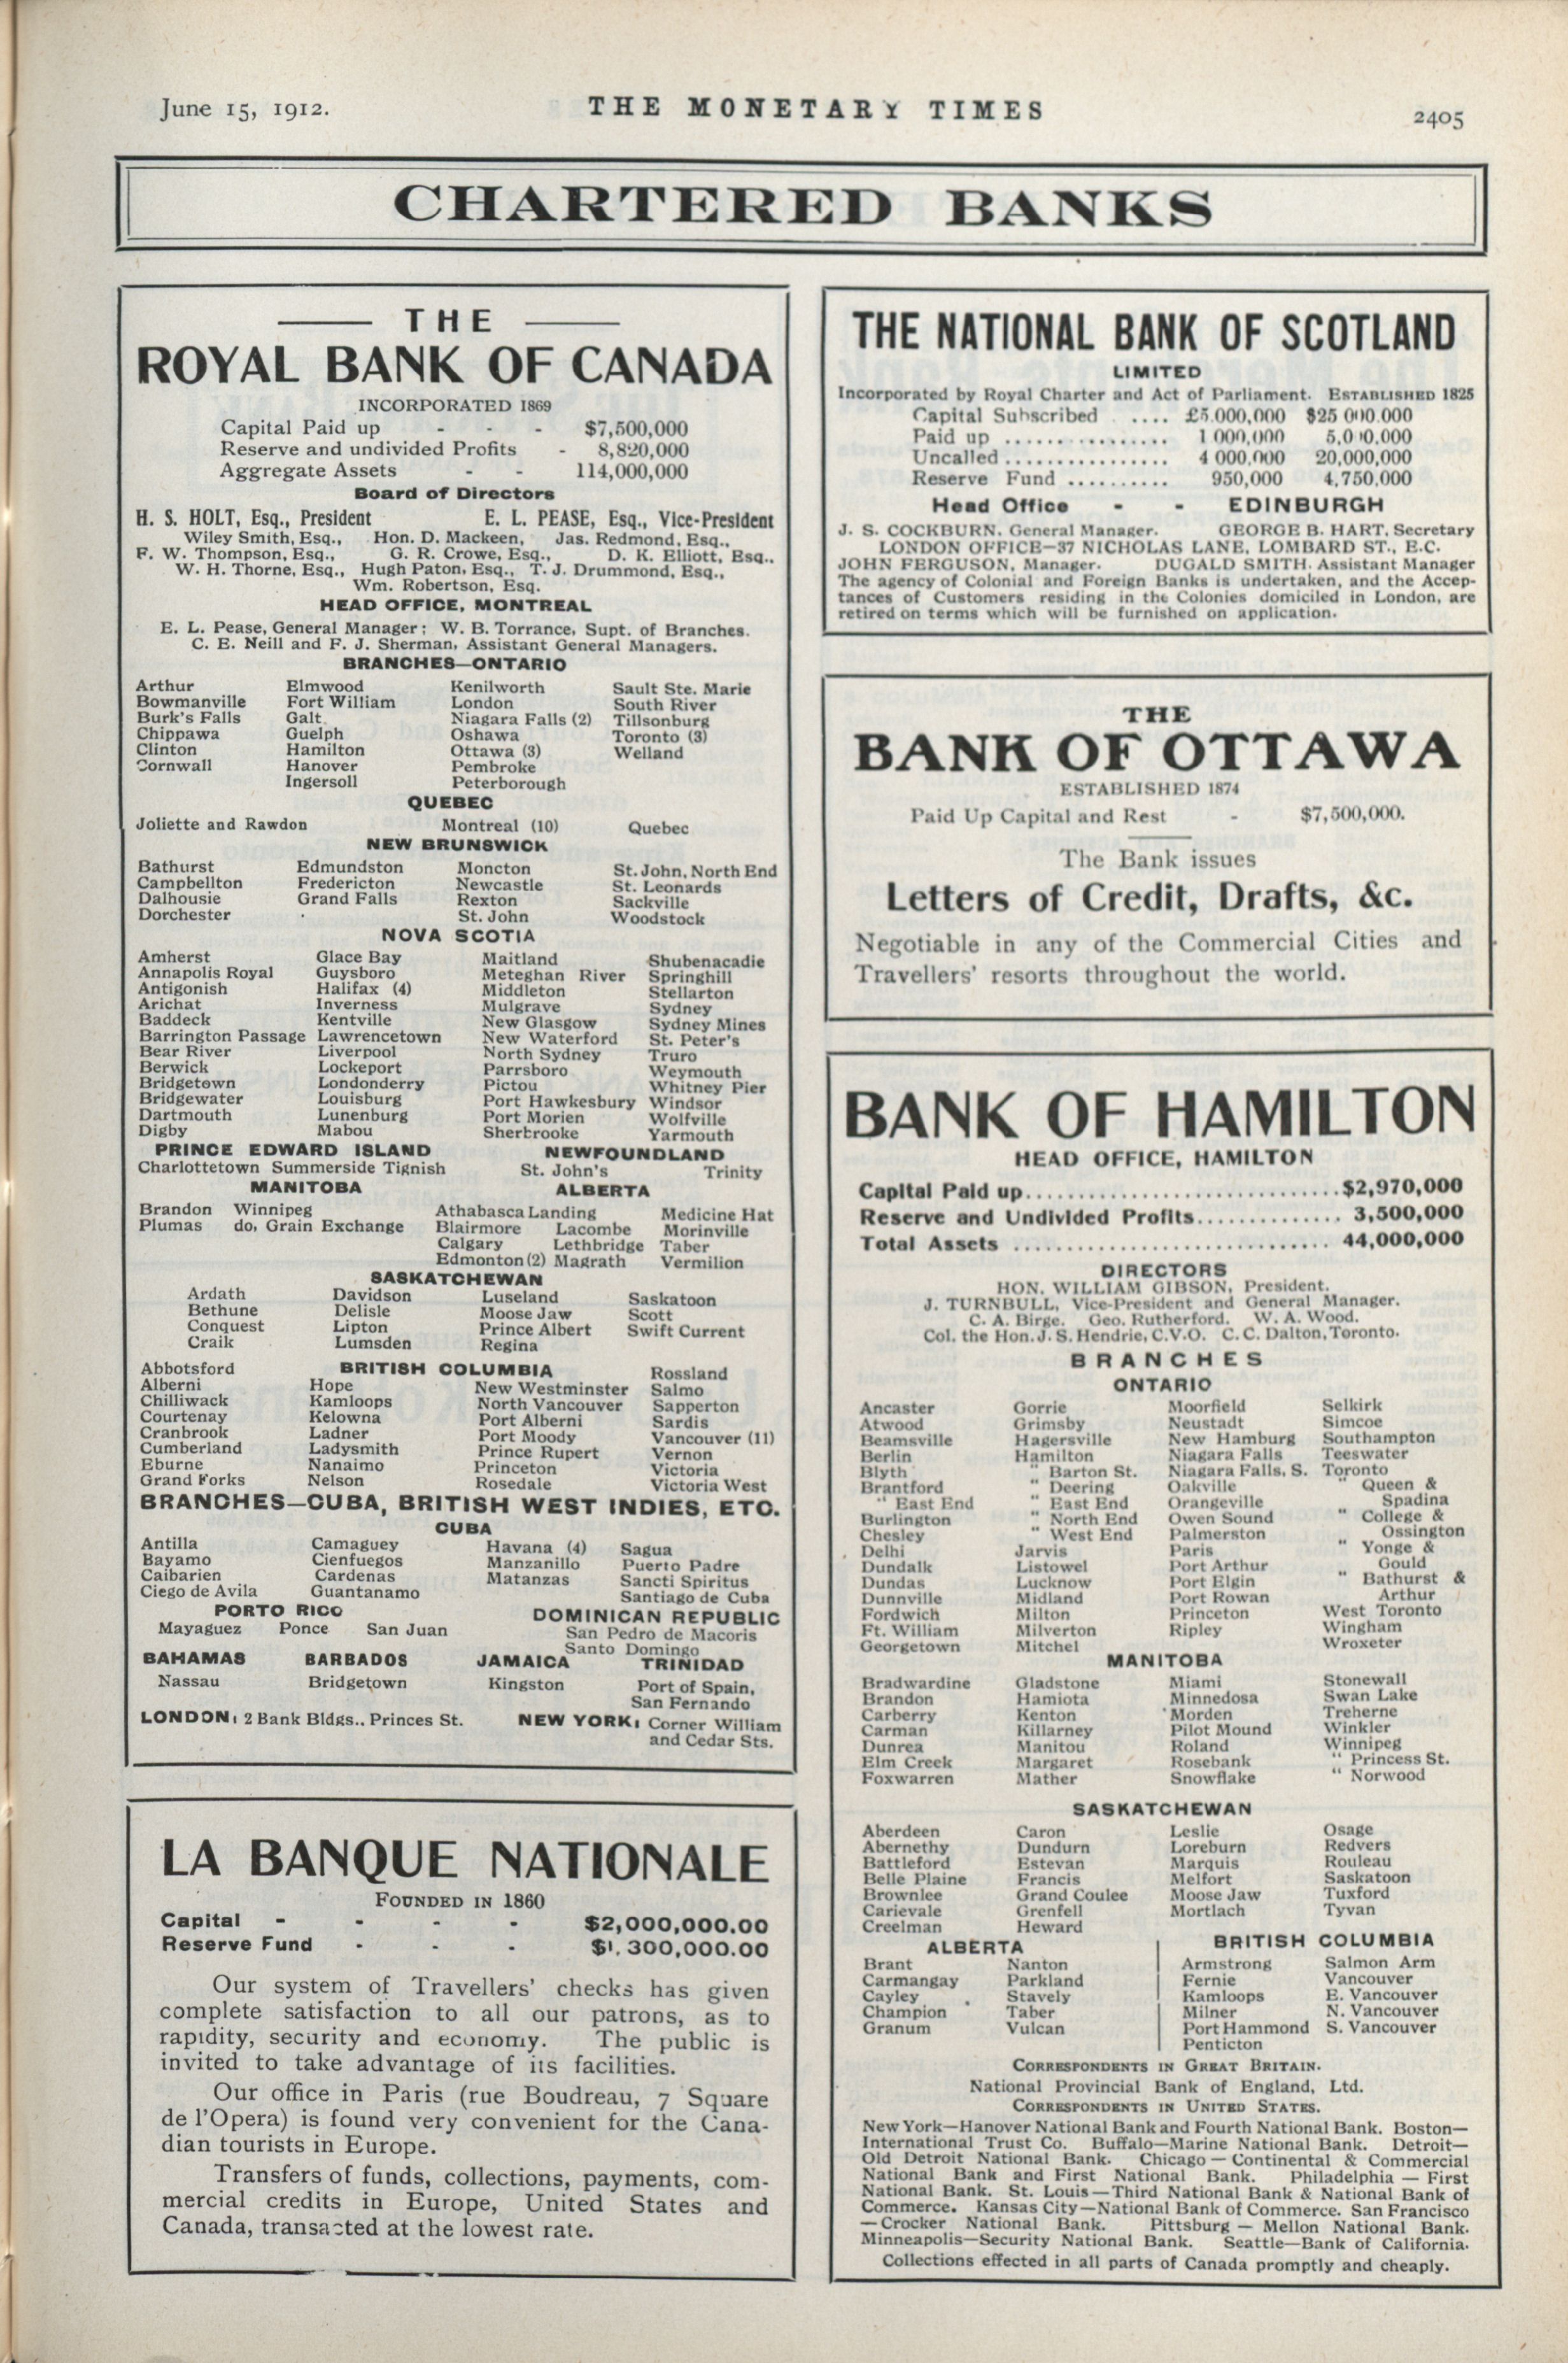 June 15, 1912.
THE MONETARY TIMES
2405
CHARTERED BANKS
THE
ROYAL BANK OF CANADA
INCORPORATED 1869
Capital Paid up - - - $7,500,000
Reserve and undivided Profits - 8,820,000
Aggregate Assets - - 114,000,000
Board of Directors
H. S. HOLT, Esq., President E. L. PEASE, Esq., Vice-President
Wiley Smith, Esq., Hon. D. Mackeen, Jas. Redmond, Esq.,
F. W. Thompson, Esq., G. R. Crowe, Esq., D. K. Elliott, Esq.,
W. H. Thorne, Esq., Hugh Paton, Esq., T. J. Drummond, Esq.,
Wm. Robertson, Esq.
HEAD OFFICE, MONTREAL
E. L. Pease, General Manager; W. B. Torrance, Supt. of Branches.
C. E. Neill and F. J. Sherman, Assistant General Managers.
BRANCHES—ONTARIO
Arthur Elmwood Kenilworth Sault Ste. Marie
Bowmanville Fort William London South River
Burk's Falls Galt Niagara Falls (2) Tillsonburg
Chippawa Guelph Oshawa Toronto (3)
Clinton Hamilton Ottawa (3) Welland
Cornwall Hanover Pembroke
Ingersoll Peterborough
QUEBEC
Joliette and Rawdon Montreal (10) Quebec
NEW BRUNSWICK
Bathurst Edmundston Moncton St. John, North End
Campbellton Fredericton Newcastle St. Leonards
Dalhousie Grand Falls Rexton Sackville
Dorchester St. John Woodstock
NOVA SCOTIA
Amherst Glace Bay Maitland Shubenacadie
Annapolis Royal Guysboro Meteghan River Springhill
Antigonish Halifax (4) Middleton Stellarton
Arichat Inverness Mulgrave Sydney
Baddeck Kentville New Glasgow Sydney Mines
Barrington Passage Lawrencetown New Waterford St. Peter's
Bear River Liverpool North Sydney Truro
Berwick Lockeport Parrsboro Weymouth
Bridgetown Londonderry Pictou Whitney Pier
Bridgewater Louisburg Port Hawkesbury Windsor
Dartmouth Lunenburg Port Morien Wolfville
Digby Mabou Sherbrooke Yarmouth
PRINCE EDWARD ISLAND NEWFOUNDLAND
Charlottetown Summerside Tignish St. John's Trinity
MANITOBA ALBERTA
Brandon Winnipeg Athabasca Landing Medicine Hat
Plumas do, Grain Exchange Blairmore Lacombe Morinville
Calgary Lethbridge Taber
Edmonton (2) Magrath Vermilion
SASKATCHEWAN
Ardath Davidson Luseland Saskatoon
Bethune Delisle Moose Jaw Scott
Conquest Lipton Prince Albert Swift Current
Craik Lumsden Regina
Abbotsford BRITISH COLUMBIA Rossland
Alberni Hope New Westminster Salmo
Chilliwack Kamloops North Vancouver Sapperton
Courtenay Kelowna Port Alberni Sardis
Cranbrook Ladner Port Moody Vancouver (11)
Cumberland Ladysmith Prince Rupert Vernon
Eburne Nanaimo Princeton Victoria
Grand Forks Nelson Rosedale Victoria West
BRANCHES—CUBA, BRITISH WEST INDIES, ETC.
CUBA
Antilla Camaguey Havana (4) Sagua
Bayamo Cienfuegos Manzanillo Puerto Padre
Caibarien Cardenas Matanzas Sancti Spiritus
Ciego de Avila Guantanamo Santiago de Cuba
PORTO RICO DOMINICAN REPUBLIC
Mayaguez Ponce San Juan San Pedro de Macoris
Santo Domingo
BAHAMAS BARBADOS JAMAICA TRINIDAD
Nassau Bridgetown Kingston Port of Spain,
San Fernando
LONDON: 2 Bank Bldgs., Princes St. NEW YORK: Corner William
and Cedar Sts.
LA BANQUE NATIONALE
FOUNDED IN 1860
Capital - - - - $2,000,000.00
Reserve Fund - - - $1,300,000.00
Our system of Travellers' checks has given
complete satisfaction to all our patrons, as to
rapidity, security and economy. The public is
invited to take advantage of its facilities.
Our office in Paris (rue Boudreau, 7 Square
de l'Opera) is found very convenient for the Cana-
dian tourists in Europe.
Transfers of funds, collections, payments, com-
mercial credits in Europe, United States and
Canada, transacted at the lowest rate.
THE NATIONAL BANK OF SCOTLAND
LIMITED
Incorporated by Royal Charter and Act of Parliament. ESTABLISHED 1825
Capital Subscribed .... £5,000,000 $25,000,000
Paid up ................ 1,000,000 5,000,000
Uncalled ................ 4,000,000 20,000,000
Reserve Fund .......... 950,000 4,750,000
Head Office - - EDINBURGH
J. S. COCKBURN, General Manager. GEORGE B. HART, Secretary
LONDON OFFICE—37 NICHOLAS LANE, LOMBARD ST., E.C.
JOHN FERGUSON, Manager. DUGALD SMITH, Assistant Manager
The agency of Colonial and Foreign Banks is undertaken, and the Accep-
tances of Customers residing in the Colonies domiciled in London, are
retired on terms which will be furnished on application.
THE
BANK OF OTTAWA
ESTABLISHED 1874
Paid Up Capital and Rest - $7,500,000.
The Bank issues
Letters of Credit, Drafts, &c.
Negotiable in any of the Commercial Cities and
Travellers' resorts throughout the world.
BANK OF HAMILTON
HEAD OFFICE, HAMILTON
Capital Paid up..............................$2,970,000
Reserve and Undivided Profits.............. 3,500,000
Total Assets .............................. 44,000,000
DIRECTORS
HON. WILLIAM GIBSON, President.
J. TURNBULL, Vice-President and General Manager.
C. A. Birge. Geo. Rutherford. W. A. Wood.
Col. the Hon. J. S. Hendrie, C.V.O. C. C. Dalton, Toronto.
BRANCHES
ONTARIO
Ancaster Gorrie Moorfield Selkirk
Atwood Grimsby Neustadt Simcoe
Beamsville Hagersville New Hamburg Southampton
Berlin Hamilton Niagara Falls Teeswater
Blyth " Barton St. Niagara Falls, S. Toronto
Brantford " Deering Oakville " Queen &
" East End " East End Orangeville Spadina
Burlington " North End Owen Sound " College &
Chesley " West End Palmerston Ossington
Delhi Jarvis Paris " Yonge &
Dundalk Listowel Port Arthur Gould
Dundas Lucknow Port Elgin " Bathurst &
Dunnville Midland Port Rowan Arthur
Fordwich Milton Princeton West Toronto
Ft. William Milverton Ripley Wingham
Georgetown Mitchel Wroxeter
MANITOBA
Bradwardine Gladstone Miami Stonewall
Brandon Hamiota Minnedosa Swan Lake
Carberry Kenton Morden Treherne
Carman Killarney Pilot Mound Winkler
Dunrea Manitou Roland Winnipeg
Elm Creek Margaret Rosebank " Princess St.
Foxwarren Mather Snowflake " Norwood
SASKATCHEWAN
Aberdeen Caron Leslie Osage
Abernethy Dundurn Loreburn Redvers
Battleford Estevan Marquis Rouleau
Belle Plaine Francis Melfort Saskatoon
Brownlee Grand Coulee Moose Jaw Tuxford
Carievale Grenfell Mortlach Tyvan
Creelman Heward
ALBERTA BRITISH COLUMBIA
Brant Nanton Armstrong Salmon Arm
Carmangay Parkland Fernie Vancouver
Cayley Stavely Kamloops E. Vancouver
Champion Taber Milner N. Vancouver
Granum Vulcan Port Hammond S. Vancouver
Penticton
CORRESPONDENTS IN GREAT BRITAIN.
National Provincial Bank of England, Ltd.
CORRESPONDENTS IN UNITED STATES.
New York—Hanover National Bank and Fourth National Bank. Boston—
International Trust Co. Buffalo—Marine National Bank. Detroit—
Old Detroit National Bank. Chicago—Continental & Commercial
National Bank and First National Bank. Philadelphia—First
National Bank. St. Louis—Third National Bank & National Bank of
Commerce. Kansas City—National Bank of Commerce. San Francisco
—Crocker National Bank. Pittsburg—Mellon National Bank.
Minneapolis—Security National Bank. Seattle—Bank of California.
Collections effected in all parts of Canada promptly and cheaply.